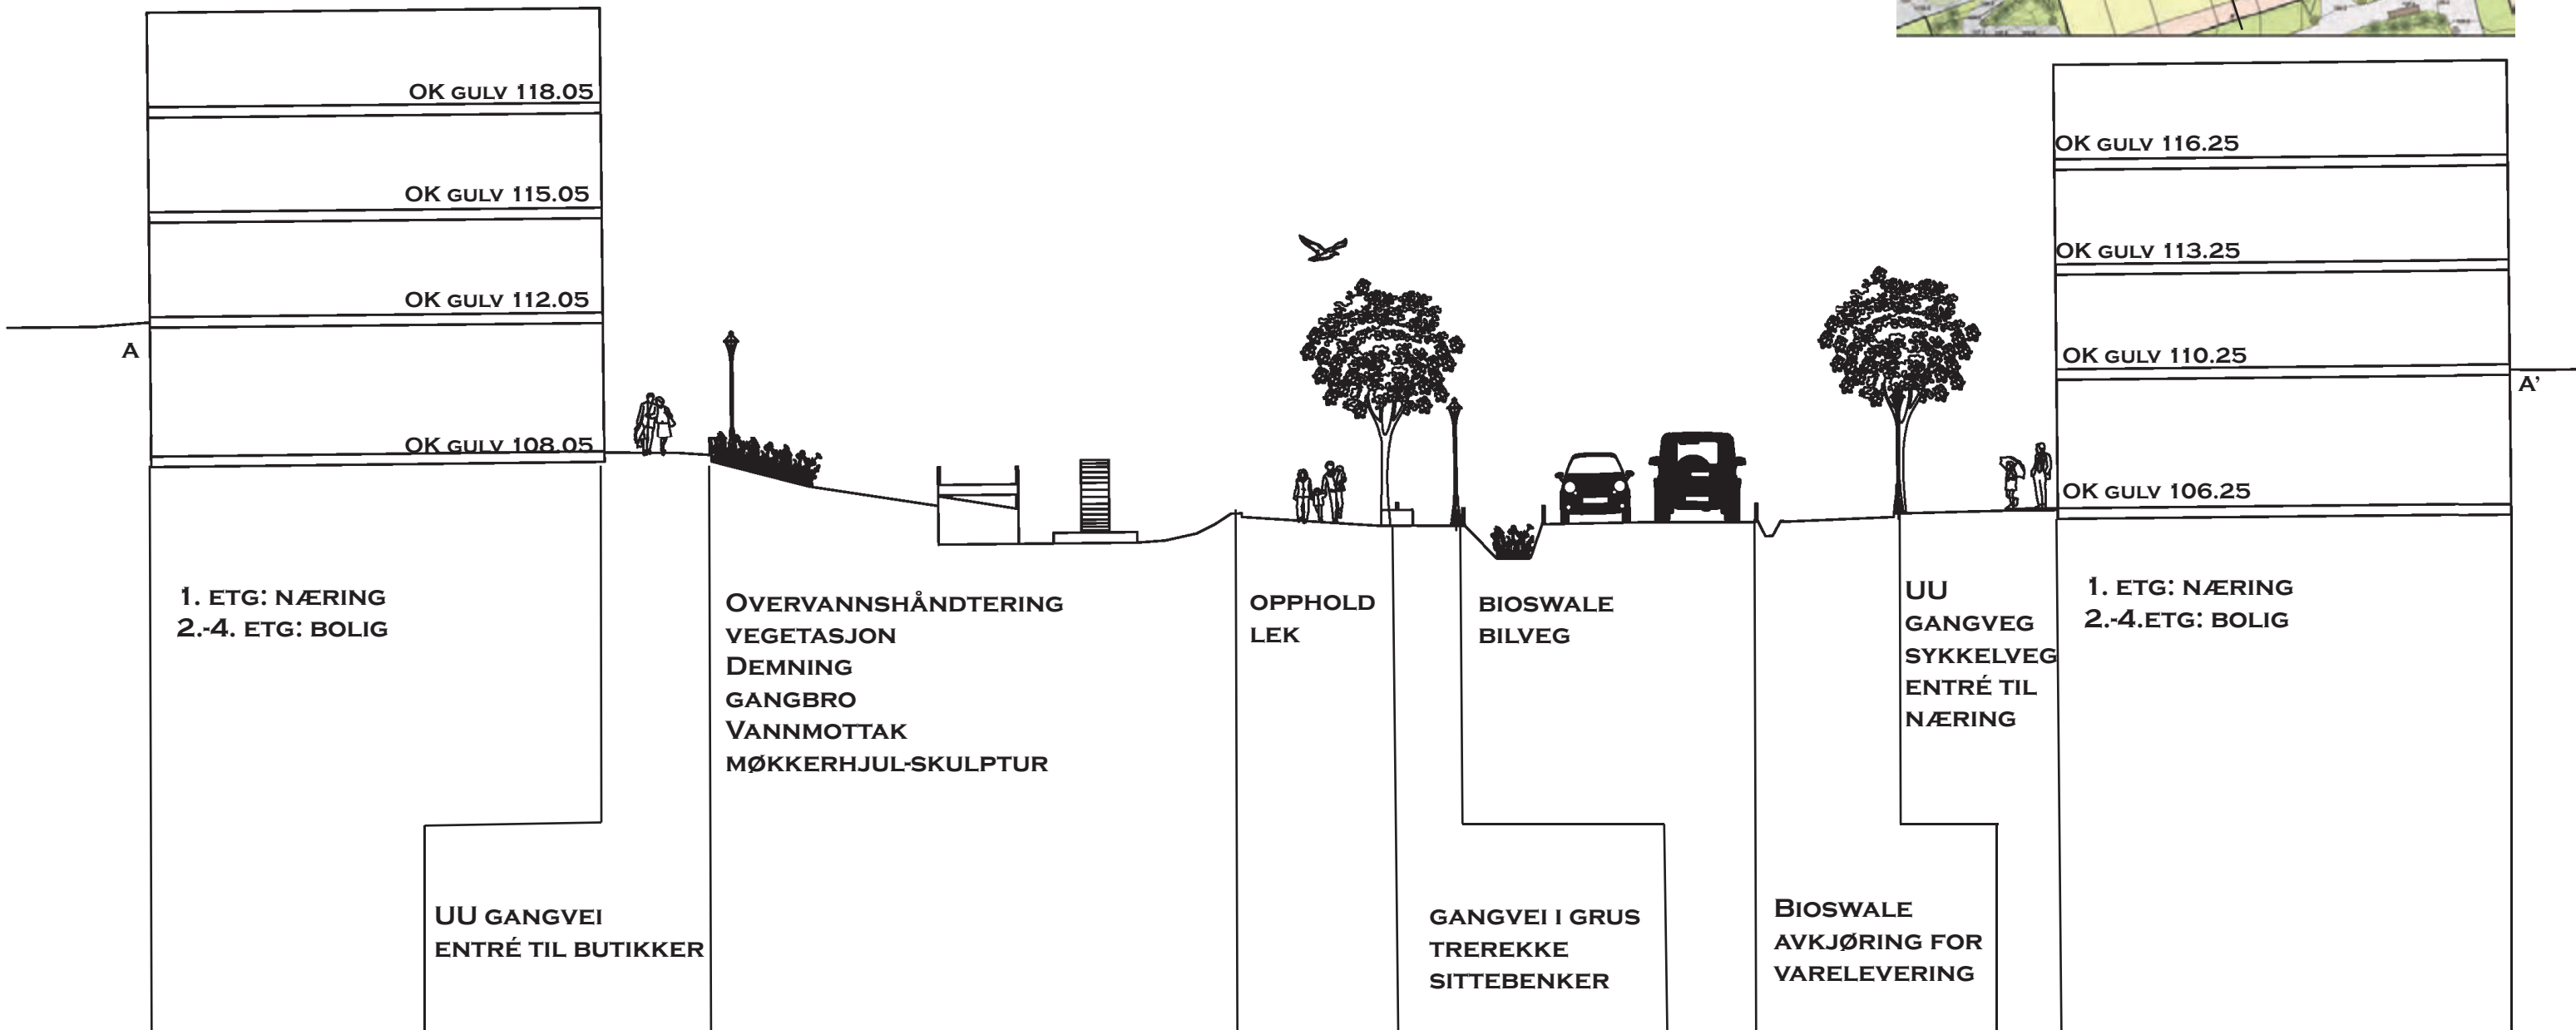 OK GULV 118.05
OK GULV 115.05
OK GULV 112.05
A
OK GULV 108.05
OK GULV 116.25
OK GULV 113.25
OK GULV 110.25
A'
OK GULV 106.25
1. ETG: NÆRING
2.-4. ETG: BOLIG
UU GANGVEI
ENTRÉ TIL BUTIKKER
OVERVANNSHÅNDTERING
VEGETASJON
DEMNING
GANGBRO
VANNMOTTAK
MØKKERHJUL-SKULPTUR
OPPHOLD
LEK
GANGVEI I GRUS
TREREKKE
SITTEBENKER
BIOSWALE
BILVEG
BIOSWALE
AVKJØRING FOR
VARELEVERING
UU
GANGVEG
SYKKELVEG
ENTRÉ TIL
NÆRING
1. ETG: NÆRING
2.-4.ETG: BOLIG